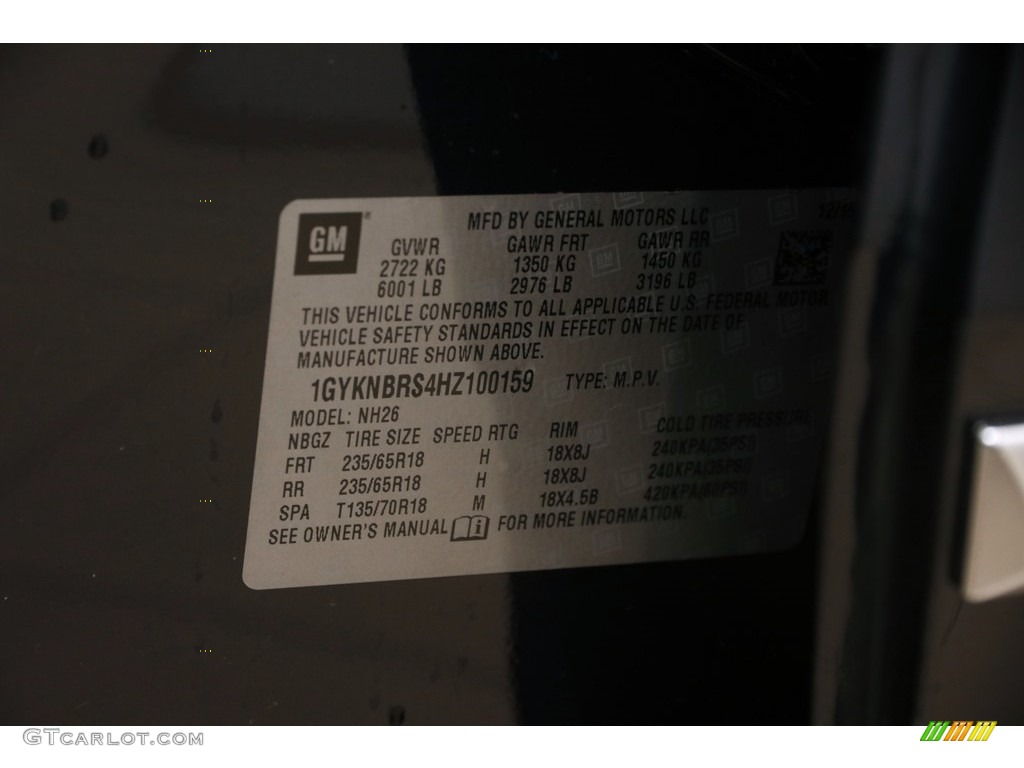 MFD BY GENERAL MOTORS LLC 12/16
GM ®
GVWR GAWR FRT GAWR RR
2722 KG 1350 KG 1450 KG
6001 LB 2976 LB 3196 LB
THIS VEHICLE CONFORMS TO ALL APPLICABLE U.S. FEDERAL MOTOR
VEHICLE SAFETY STANDARDS IN EFFECT ON THE DATE OF
MANUFACTURE SHOWN ABOVE.
1GYKNBRS4HZ100159 TYPE: M.P.V.
MODEL: NH26
NBGZ TIRE SIZE SPEED RTG RIM COLD TIRE PRESSURE
FRT 235/65R18 H 18X8J 240KPA(35PSI)
RR 235/65R18 H 18X8J 240KPA(35PSI)
SPA T135/70R18 M 18X4.5B 420KPA(60PSI)
SEE OWNER'S MANUAL FOR MORE INFORMATION.
GTCARLOT.COM